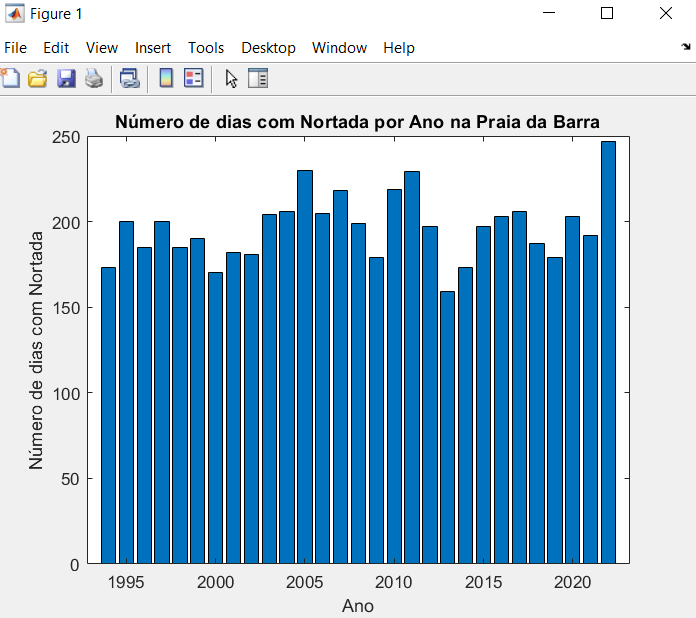 Figure 1
File Edit View Insert Tools Desktop Window Help
Número de dias com Nortada por Ano na Praia da Barra
250
200
150
100
50
0
Número de dias com Nortada
1995 2000 2005 2010 2015 2020
Ano